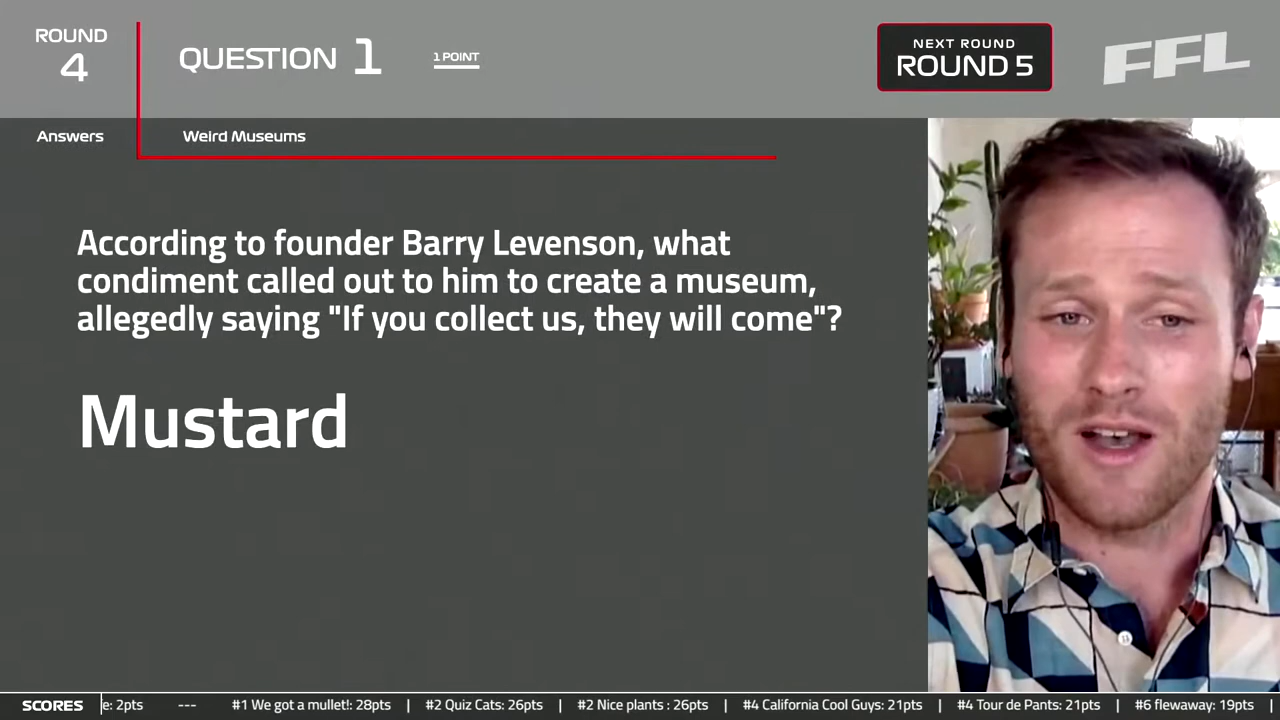 ROUND
4
QUESTION 1
1 POINT
NEXT ROUND
ROUND 5
FFL
Answers
Weird Museums
According to founder Barry Levenson, what
condiment called out to him to create a museum,
allegedly saying "If you collect us, they will come"?
Mustard
SCORES e: 2pts --- #1 We got a mullet!: 28pts | #2 Quiz Cats: 26pts | #2 Nice plants : 26pts | #4 California Cool Guys: 21pts | #4 Tour de Pants: 21pts | #6 flewaway: 19pts |